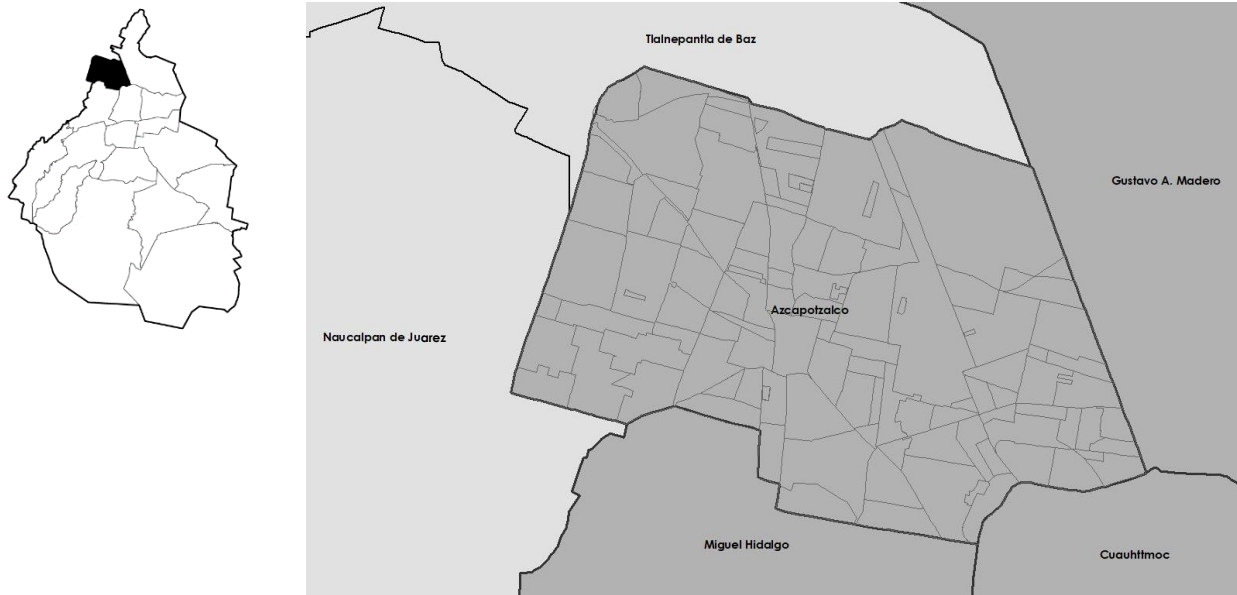 Tlalnepantla de Baz
Gustavo A. Madero
Azcapotzalco
Naucalpan de Juarez
Miguel Hidalgo
Cuauhttmoc